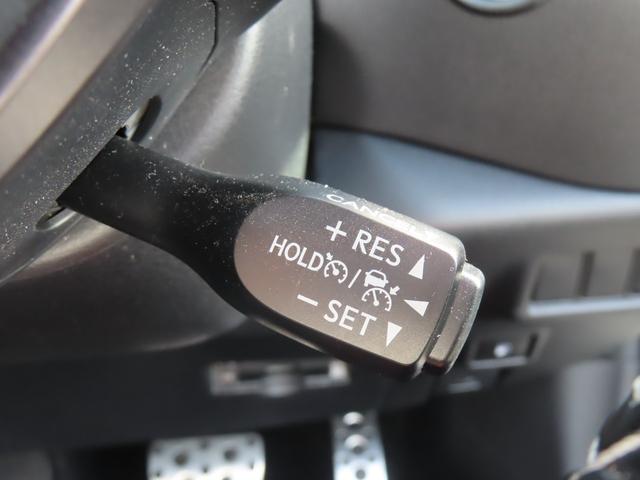 CANCEL
+ RES
HOLD /
− SET